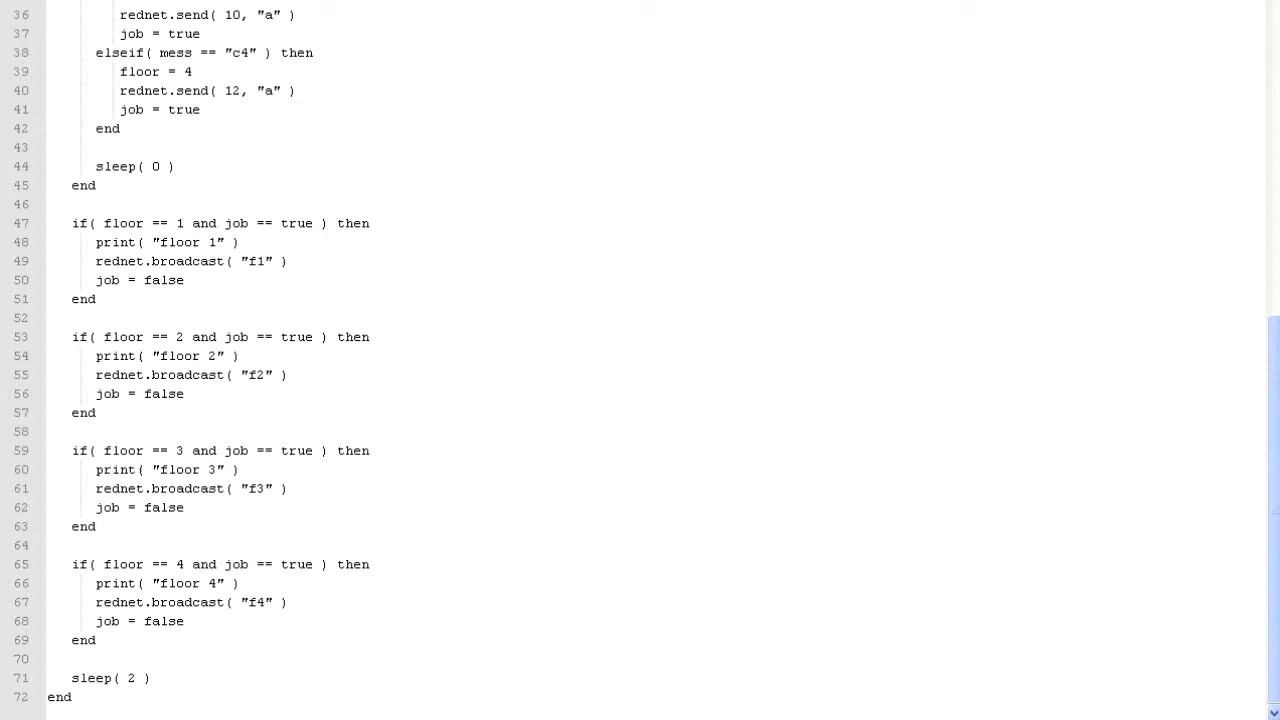 36 rednet.send( 10, "a" )
37 job = true
38 elseif( mess == "c4" ) then
39 floor = 4
40 rednet.send( 12, "a" )
41 job = true
42 end
43
44 sleep( 0 )
45 end
46
47 if( floor == 1 and job == true ) then
48 print( "floor 1" )
49 rednet.broadcast( "f1" )
50 job = false
51 end
52
53 if( floor == 2 and job == true ) then
54 print( "floor 2" )
55 rednet.broadcast( "f2" )
56 job = false
57 end
58
59 if( floor == 3 and job == true ) then
60 print( "floor 3" )
61 rednet.broadcast( "f3" )
62 job = false
63 end
64
65 if( floor == 4 and job == true ) then
66 print( "floor 4" )
67 rednet.broadcast( "f4" )
68 job = false
69 end
70
71 sleep( 2 )
72 end